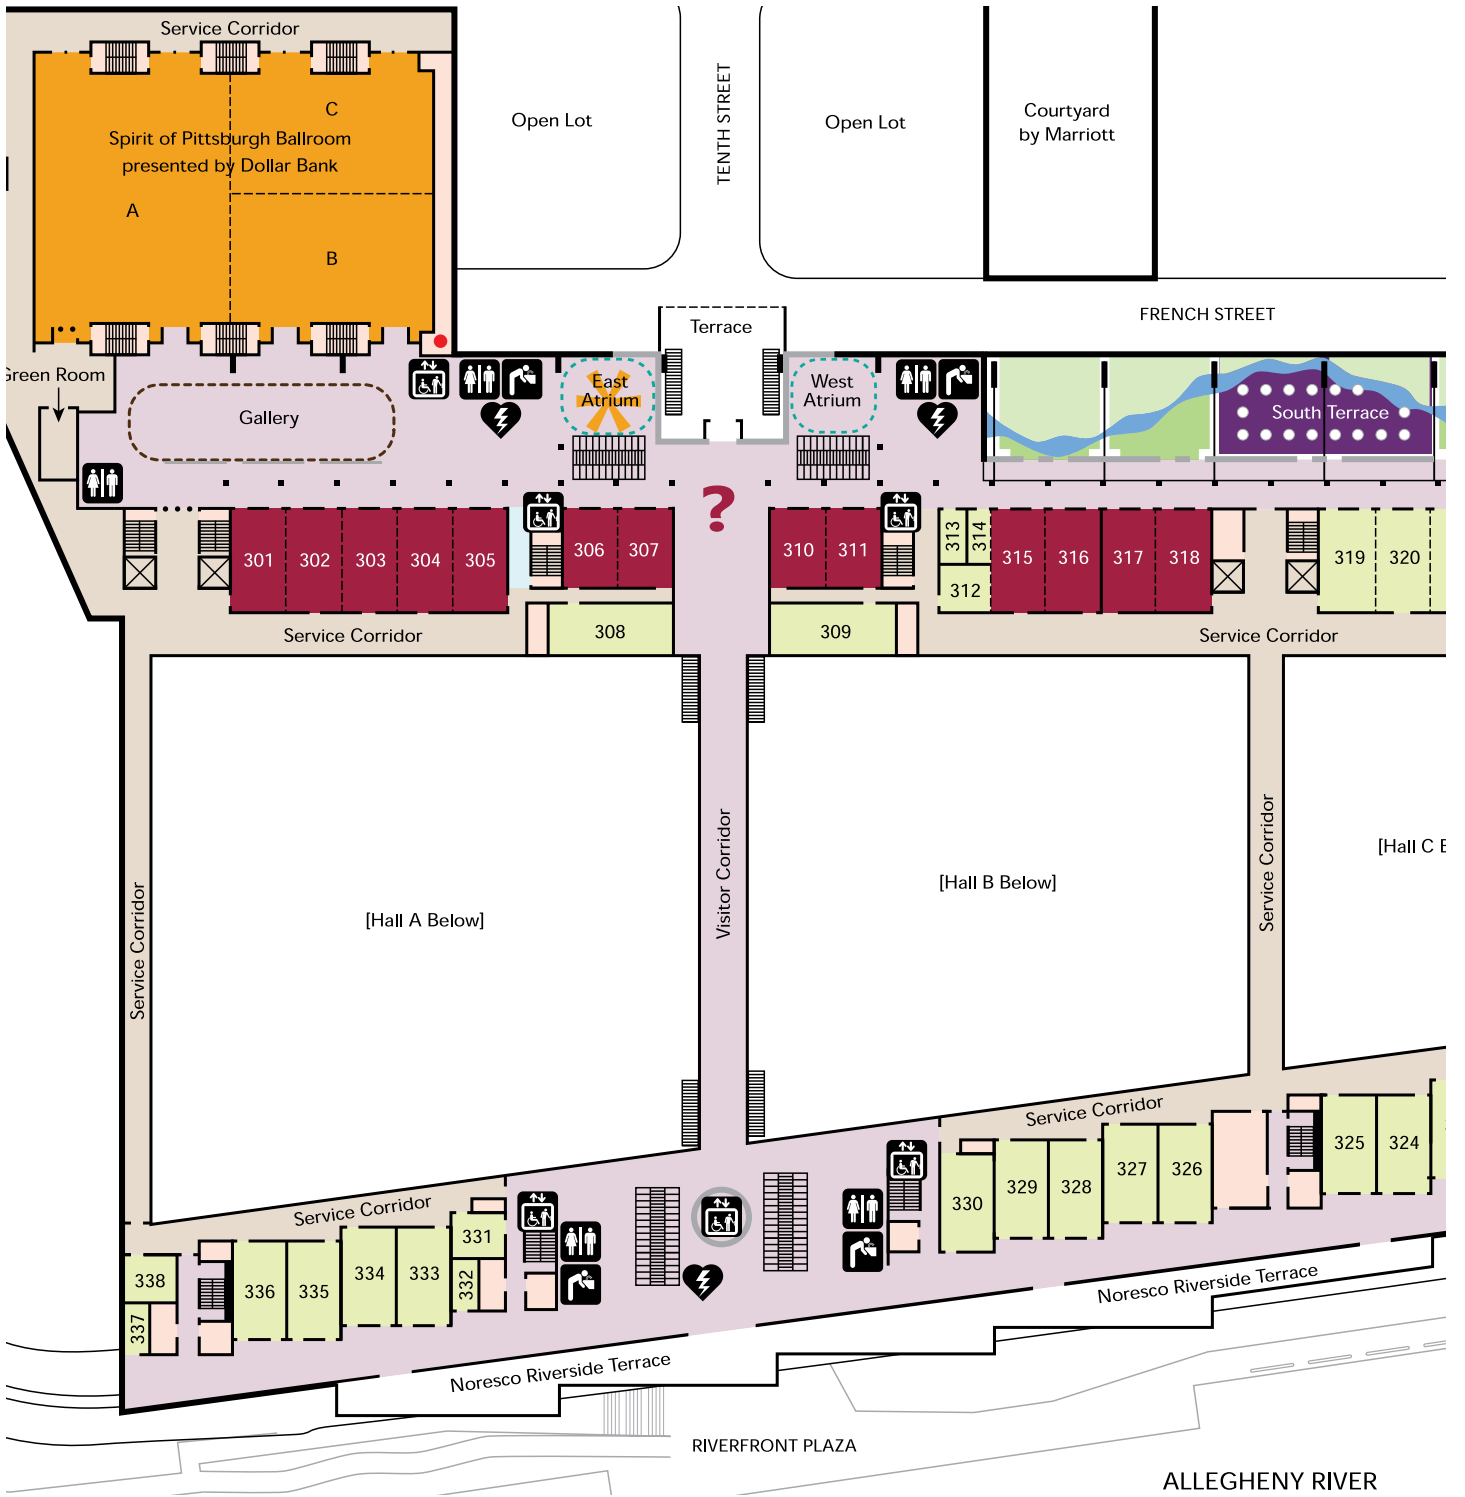 Service Corridor
C
Spirit of Pittsburgh Ballroom
presented by Dollar Bank
A
B
Open Lot
TENTH STREET
Open Lot
Courtyard
by Marriott
FRENCH STREET
Terrace
Green Room
Gallery
East
Atrium
West
Atrium
South Terrace
?
301
302
303
304
305
306
307
310
311
313
314
312
315
316
317
318
319
320
308
309
Service Corridor
Service Corridor
Service Corridor
[Hall A Below]
Visitor Corridor
[Hall B Below]
Service Corridor
[Hall C B
Service Corridor
Service Corridor
338
337
336
335
334
333
331
332
330
329
328
327
326
325
324
Noresco Riverside Terrace
Noresco Riverside Terrace
RIVERFRONT PLAZA
ALLEGHENY RIVER